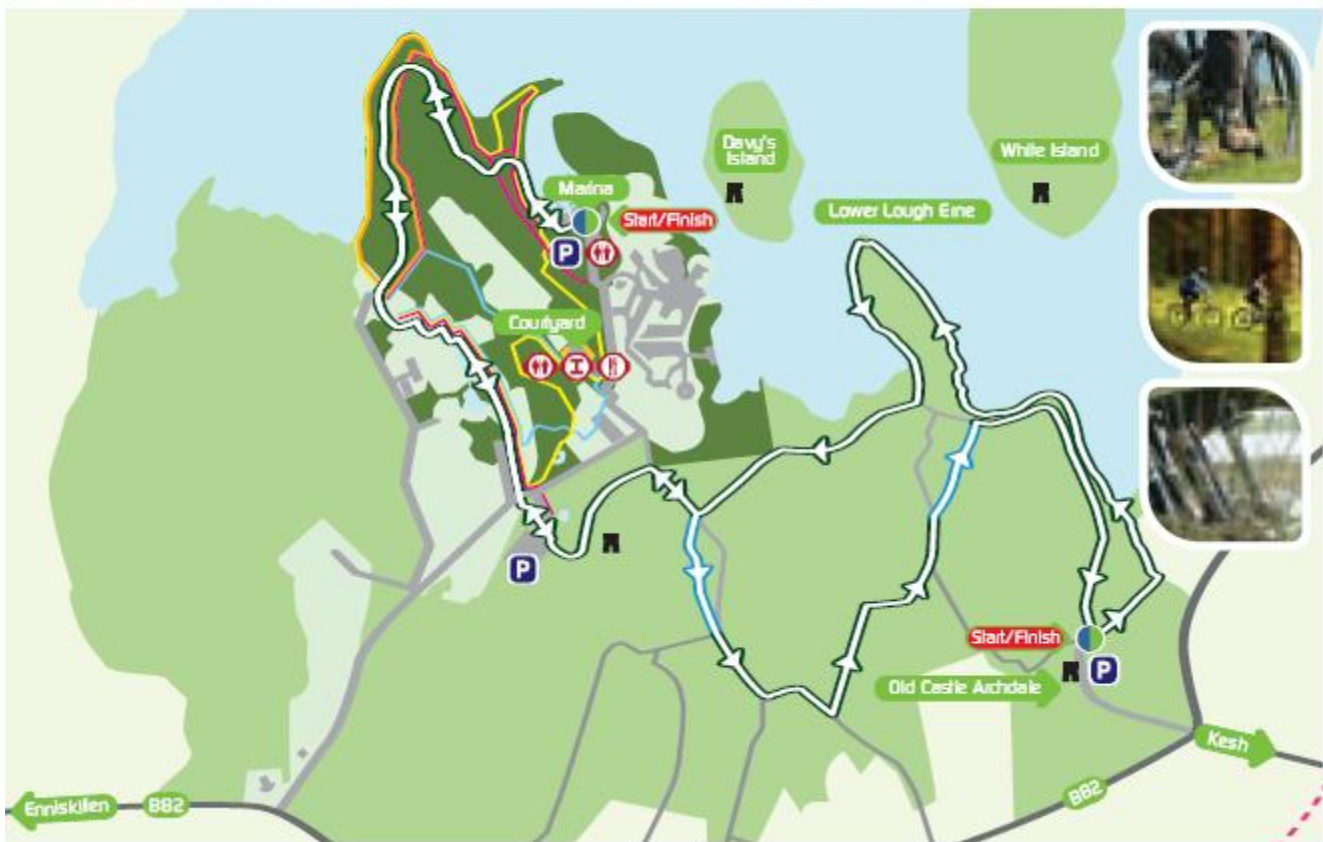 Davy's
Island
White Island
Marina
Start/Finish
Lower Lough Erne
P
Courtyard
P
Start/Finish
P
Old Castle Archdale
Kesh
Enniskillen
B82
B82